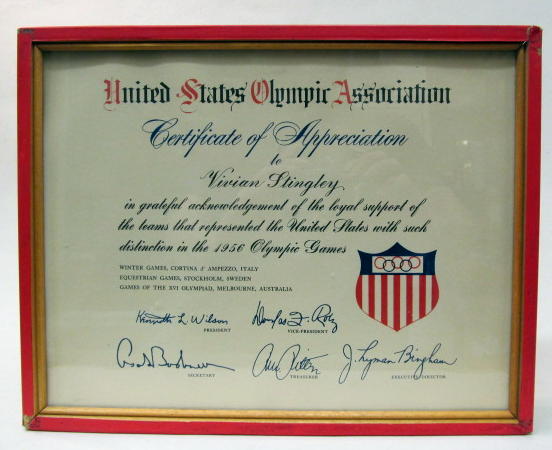 United States Olympic Association
Certificate of Appreciation
to
Vivian Stingley
in grateful acknowledgement of the loyal support of
the teams that represented the United States with such
distinction in the 1956 Olympic Games
WINTER GAMES, CORTINA D' AMPEZZO, ITALY
EQUESTRIAN GAMES, STOCKHOLM, SWEDEN
GAMES OF THE XVI OLYMPIAD, MELBOURNE, AUSTRALIA
Kenneth L. Wilson
PRESIDENT
Douglas F. Roby
VICE-PRESIDENT
SECRETARY
TREASURER
J. Lyman Bingham
EXECUTIVE DIRECTOR